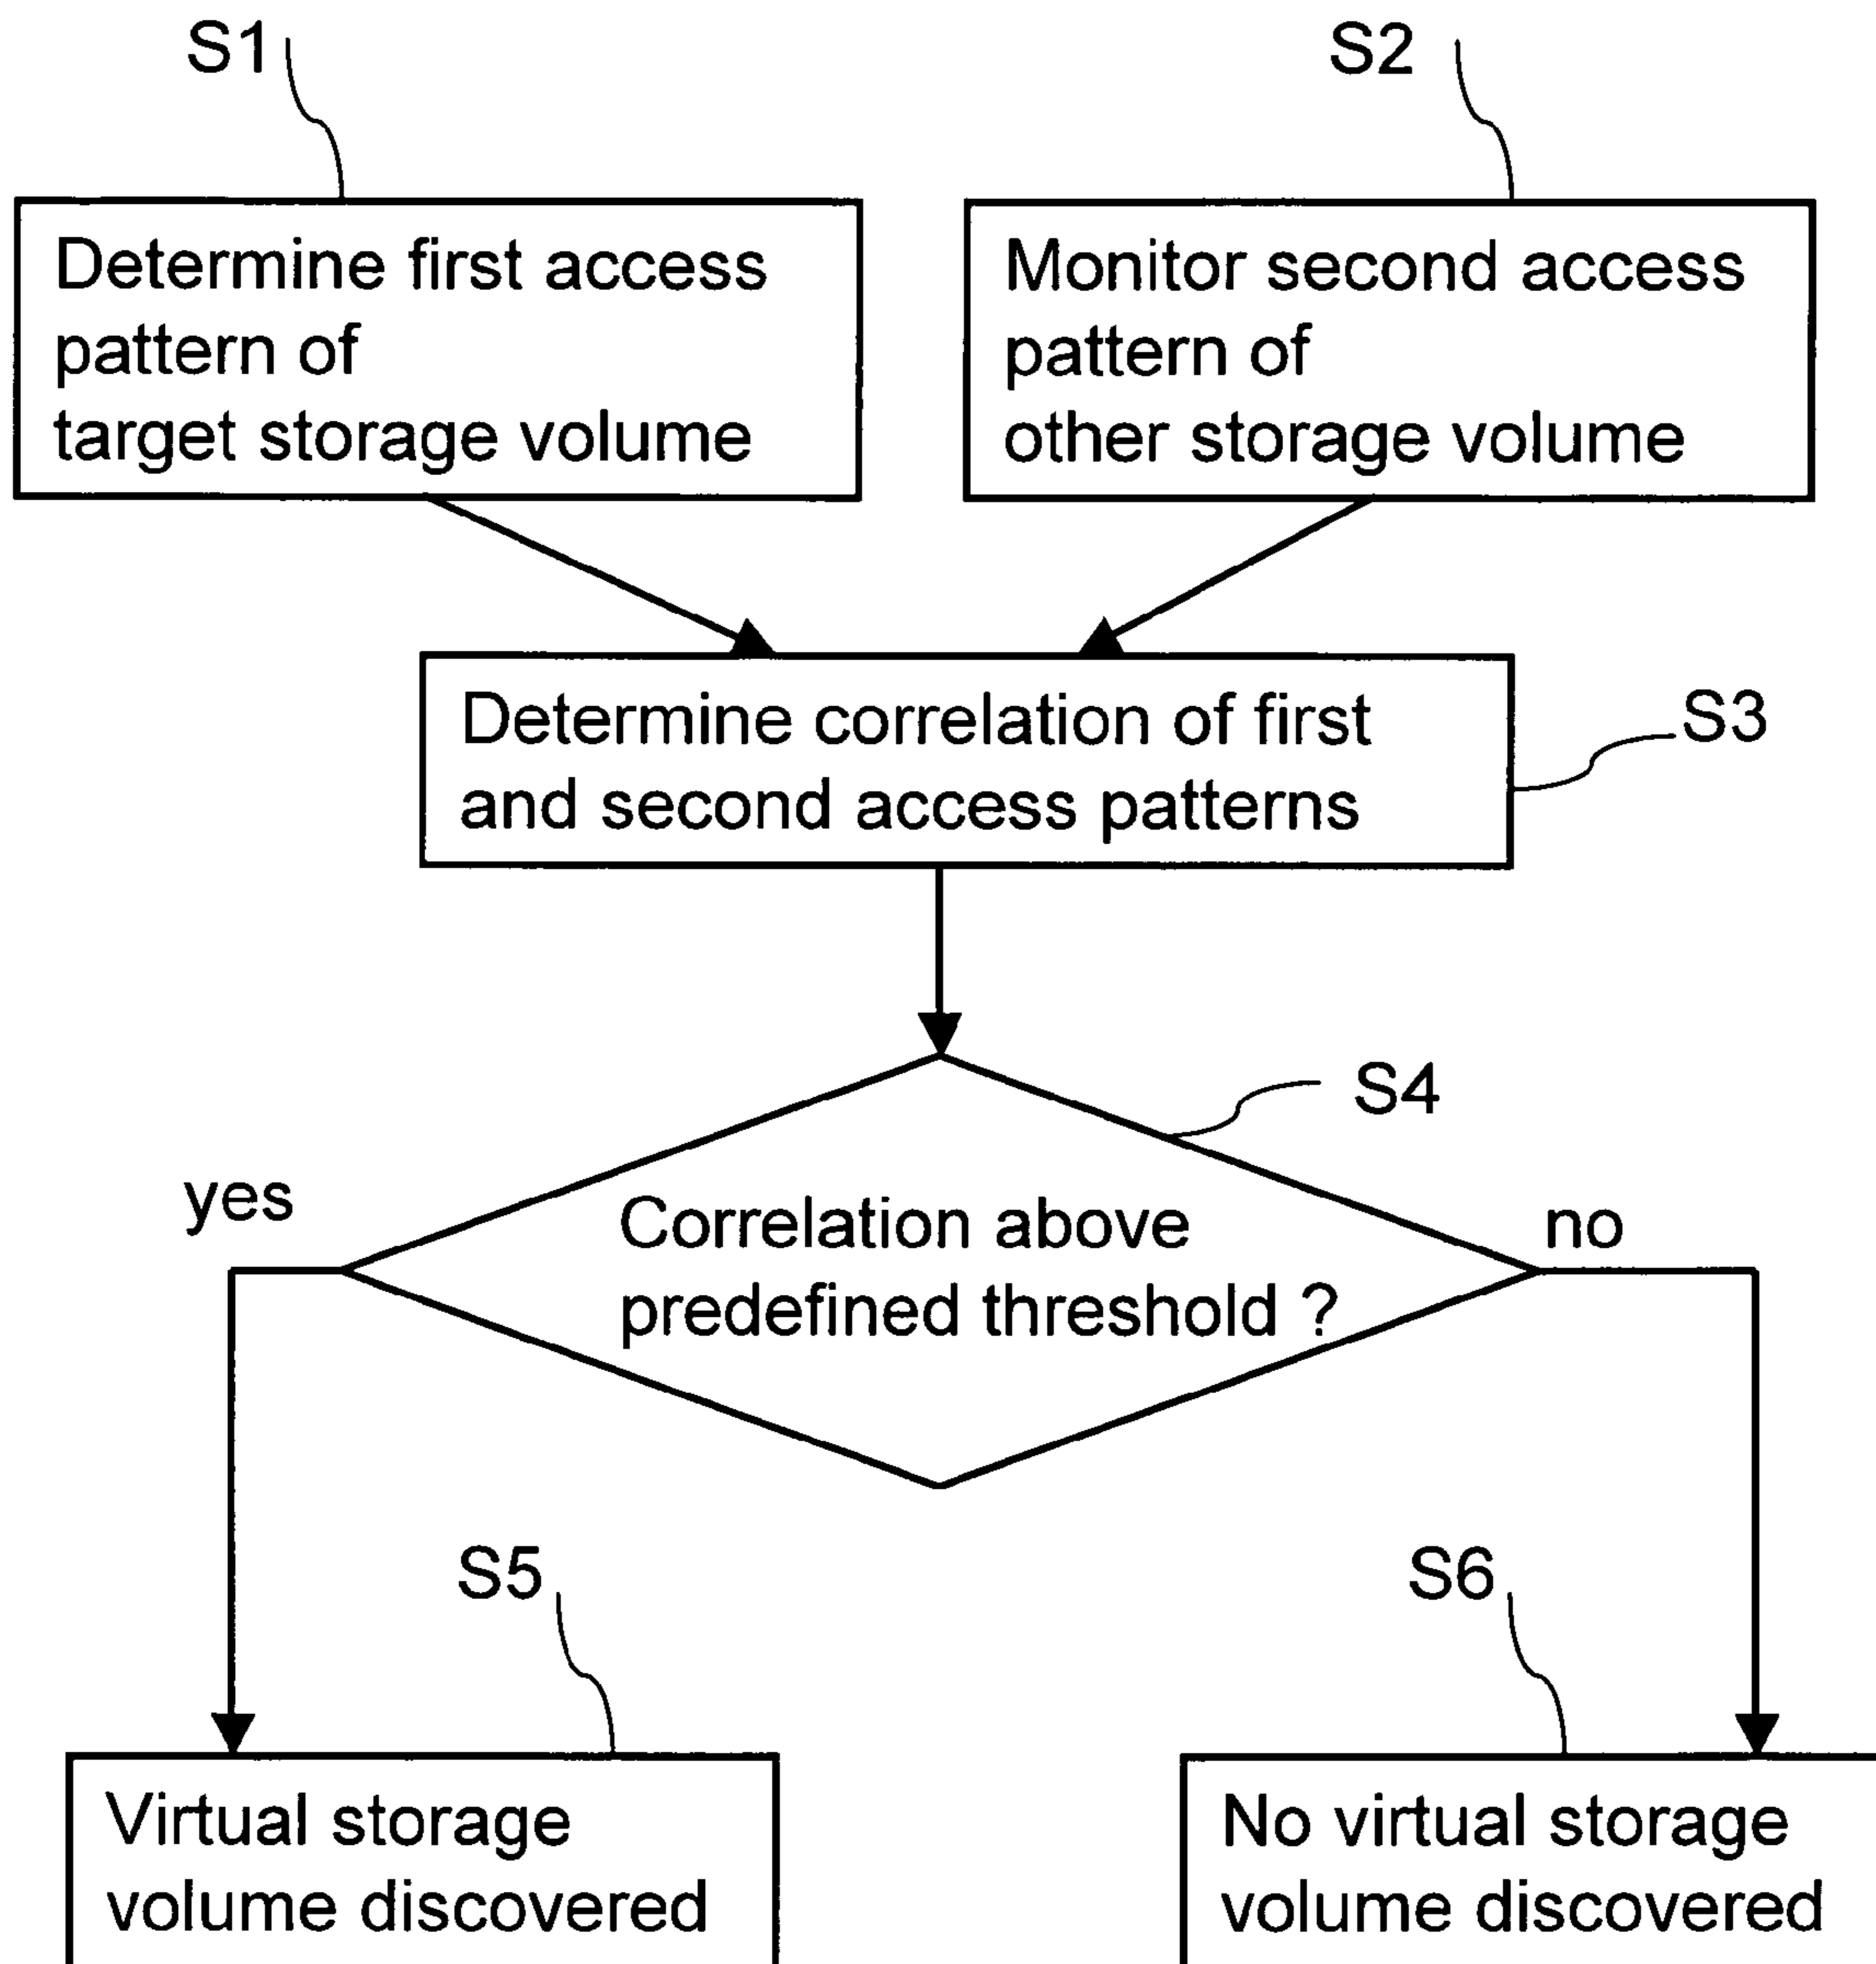 S1
S2
Determine first access
pattern of
target storage volume
Monitor second access
pattern of
other storage volume
Determine correlation of first
and second access patterns
S3
S4
yes
Correlation above
predefined threshold ?
no
S5
S6
Virtual storage
volume discovered
No virtual storage
volume discovered